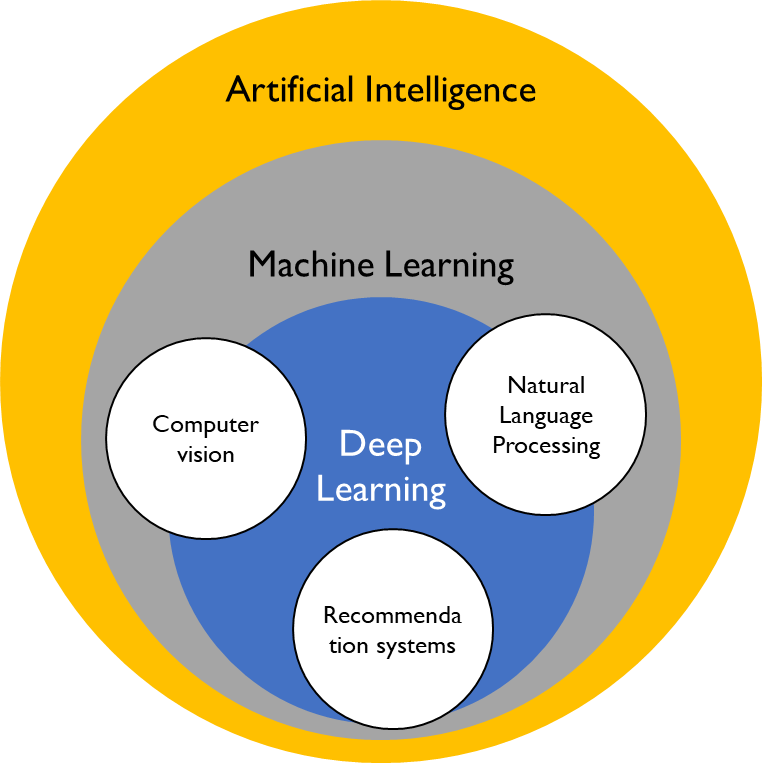 Artificial Intelligence
Machine Learning
Natural
Language
Processing
Computer
vision
Deep
Learning
Recommenda
tion systems